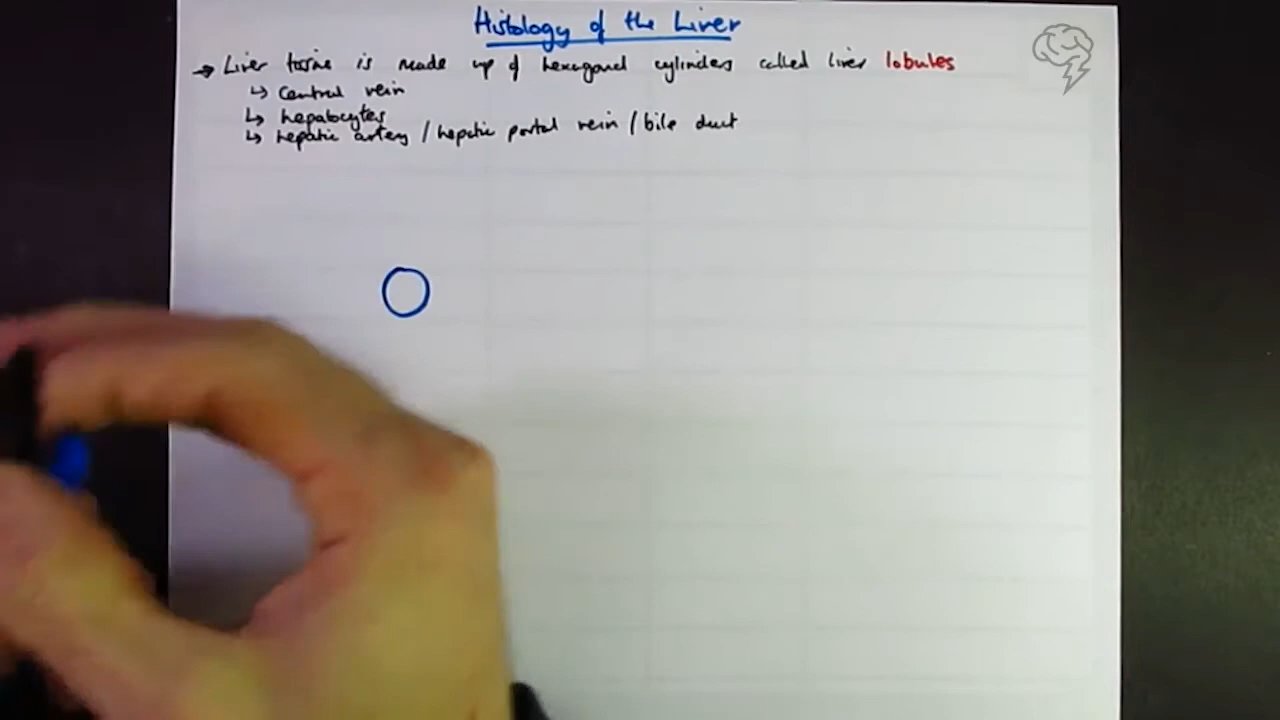 Histology of the Liver
→ Liver tissue is made up of hexagonal cylinders called liver lobules
↳ Central vein
↳ hepatocytes
↳ hepatic artery / hepatic portal vein / bile duct